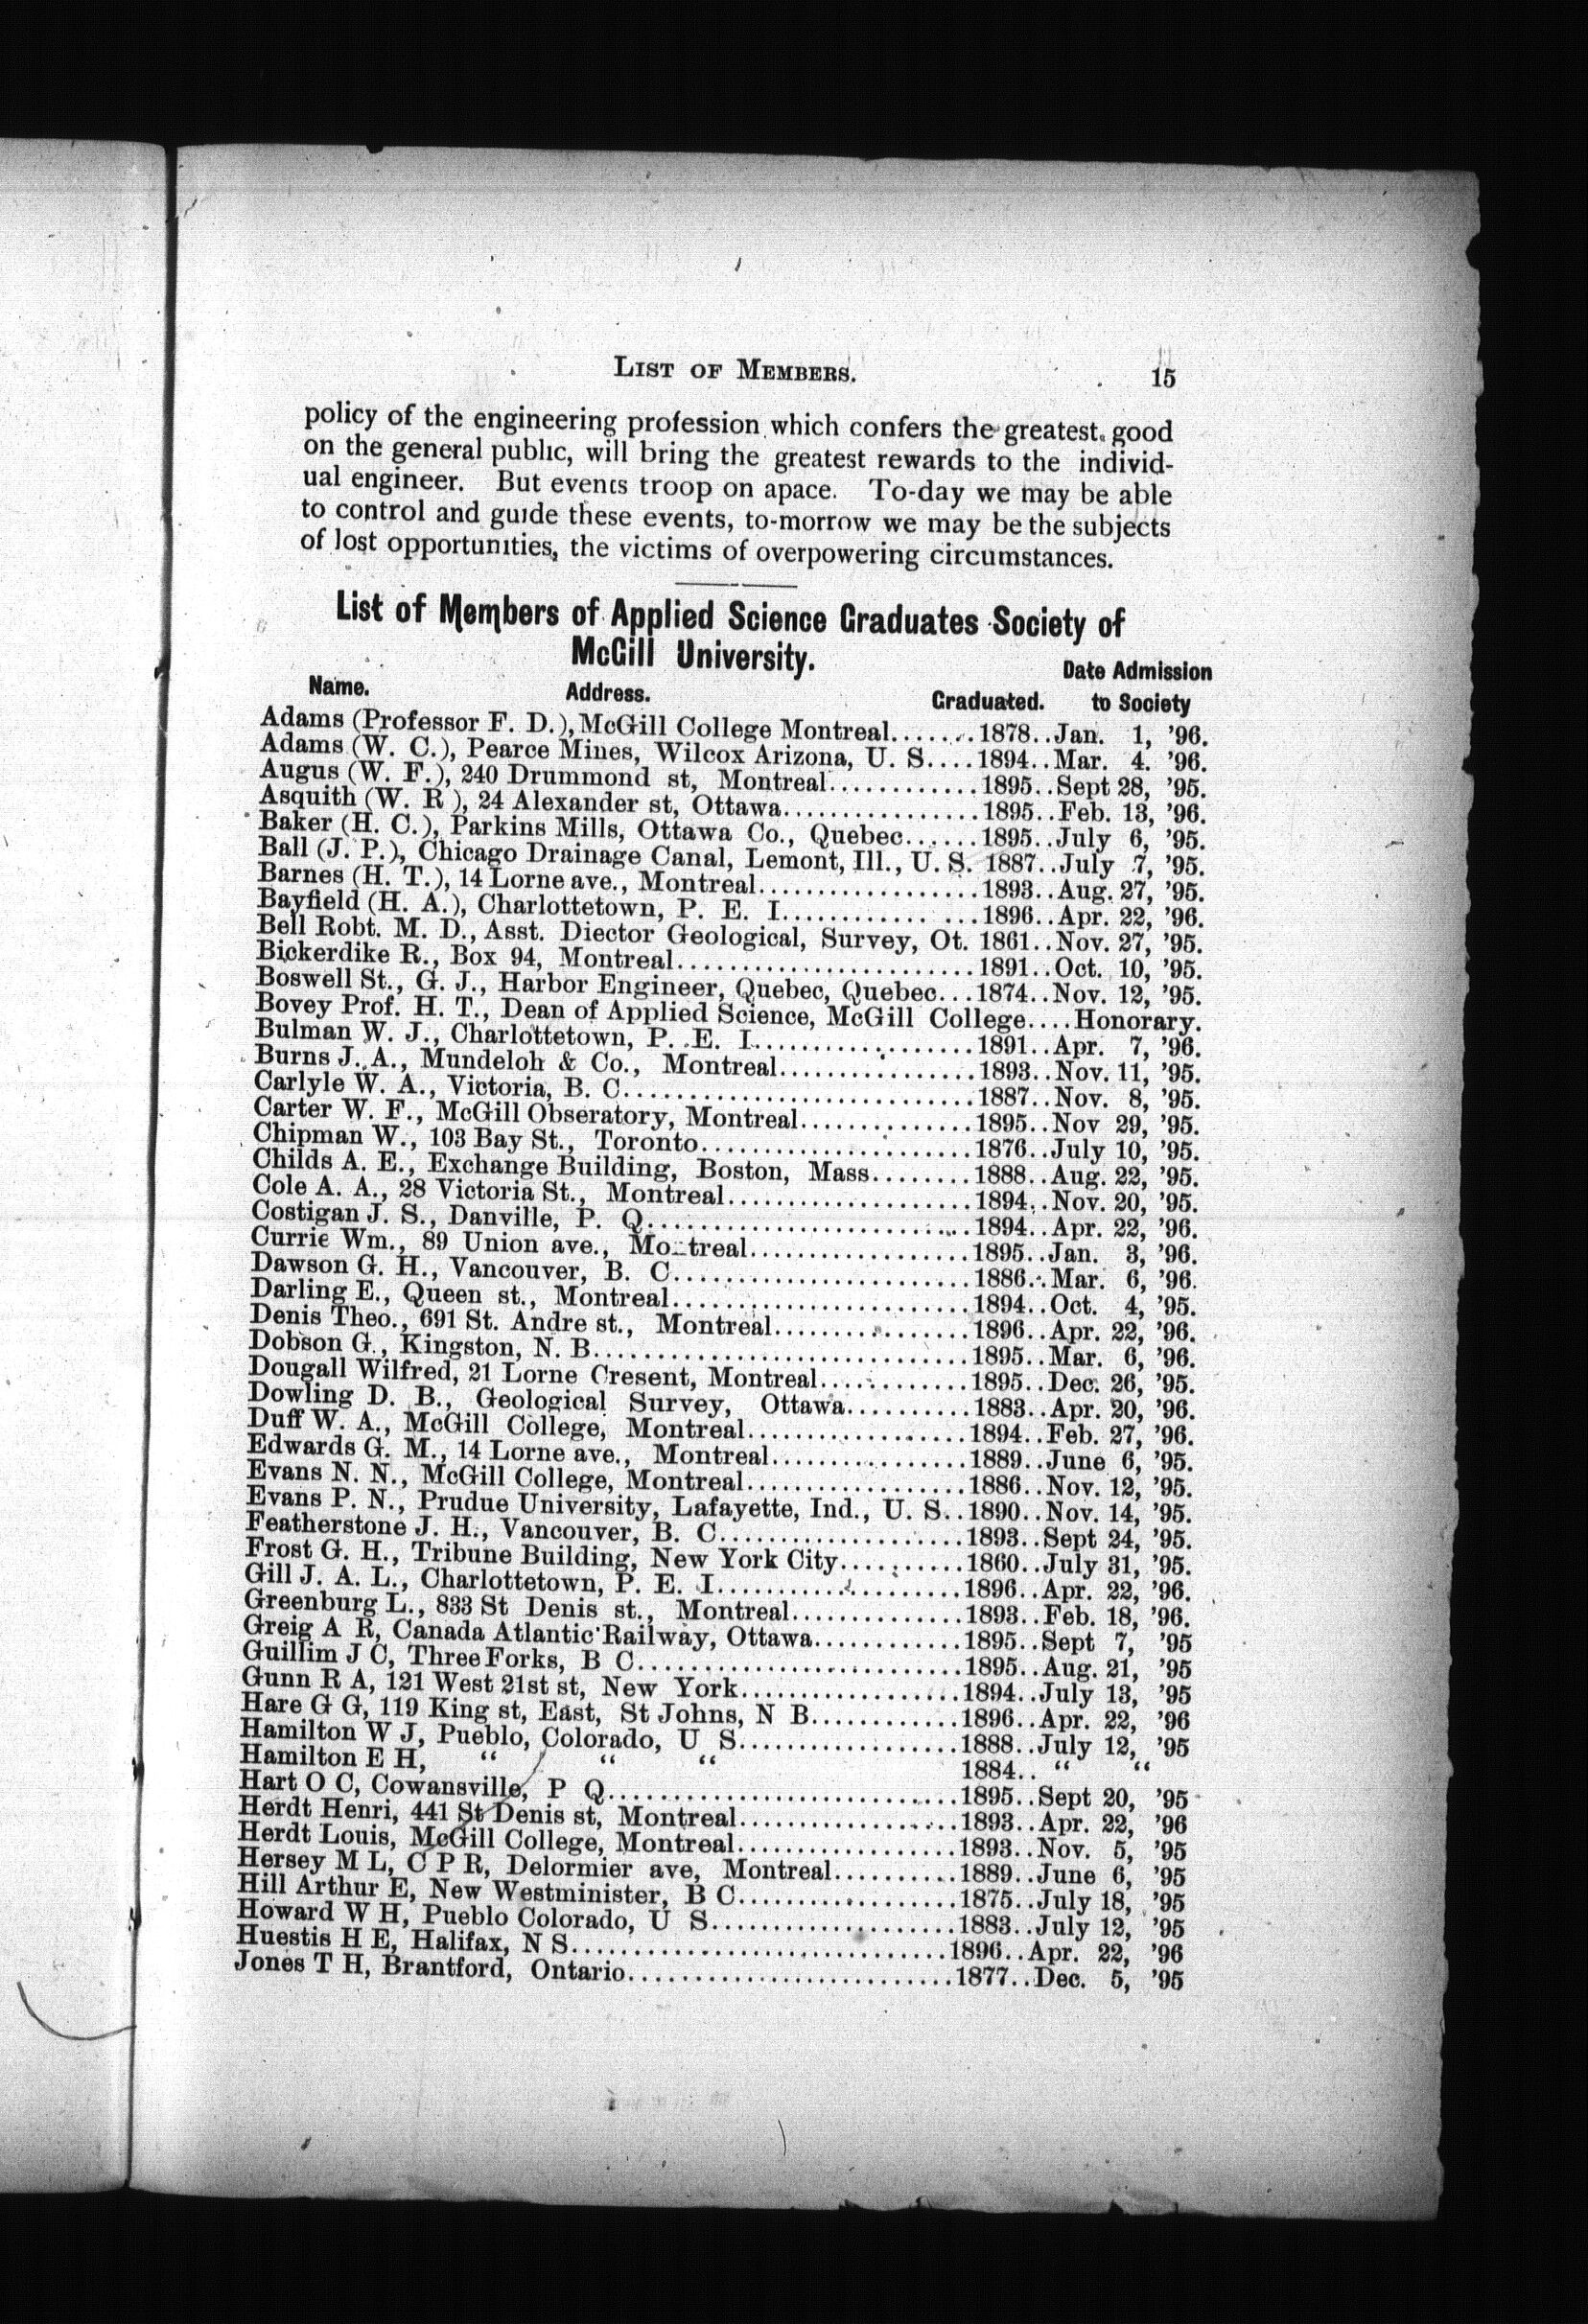 LIST OF MEMBERS. 15
policy of the engineering profession which confers the greatest good
on the general public, will bring the greatest rewards to the individ-
ual engineer. But events troop on apace. To-day we may be able
to control and guide these events, to-morrow we may be the subjects
of lost opportunities, the victims of overpowering circumstances.
List of Members of Applied Science Graduates Society of
McGill University.
Name. Address. Graduated. Date Admission
to Society
Adams (Professor F. D.), McGill College Montreal.......1878..Jan. 1, '96.
Adams (W. C.), Pearce Mines, Wilcox Arizona, U. S....1894..Mar. 4. '96.
Augus (W. F.), 240 Drummond st, Montreal............1895..Sept 28, '95.
Asquith (W. R ), 24 Alexander st, Ottawa................1895..Feb. 13, '96.
Baker (H. C.), Parkins Mills, Ottawa Co., Quebec......1895..July 6, '95.
Ball (J. P.), Chicago Drainage Canal, Lemont, Ill., U. S. 1887..July 7, '95.
Barnes (H. T.), 14 Lorne ave., Montreal.................1893..Aug. 27, '95.
Bayfield (H. A.), Charlottetown, P. E. I............ ...1896..Apr. 22, '96.
Bell Robt. M. D., Asst. Diector Geological, Survey, Ot. 1861..Nov. 27, '95.
Bickerdike R., Box 94, Montreal.......................1891..Oct. 10, '95.
Boswell St., G. J., Harbor Engineer, Quebec, Quebec...1874..Nov. 12, '95.
Bovey Prof. H. T., Dean of Applied Science, McGill College....Honorary.
Bulman W. J., Charlottetown, P. E. I..................1891..Apr. 7, '96.
Burns J. A., Mundeloh & Co., Montreal...............1893..Nov. 11, '95.
Carlyle W. A., Victoria, B. C...........................1887..Nov. 8, '95.
Carter W. F., McGill Obseratory, Montreal.............1895..Nov 29, '95.
Chipman W., 103 Bay St., Toronto.....................1876..July 10, '95.
Childs A. E., Exchange Building, Boston, Mass........1888..Aug. 22, '95.
Cole A. A., 28 Victoria St., Montreal...................1894..Nov. 20, '95.
Costigan J. S., Danville, P. Q.........................1894..Apr. 22, '96.
Currie Wm., 89 Union ave., Mo-treal.................1895..Jan. 3, '96.
Dawson G. H., Vancouver, B. C.......................1886..Mar. 6, '96.
Darling E., Queen st., Montreal.......................1894..Oct. 4, '95.
Denis Theo., 691 St. Andre st., Montreal...............1896..Apr. 22, '96.
Dobson G., Kingston, N. B.............................1895..Mar. 6, '96.
Dougall Wilfred, 21 Lorne Cresent, Montreal...........1895..Dec. 26, '95.
Dowling D. B., Geological Survey, Ottawa..........1883..Apr. 20, '96.
Duff W. A., McGill College, Montreal.................1894..Feb. 27, '96.
Edwards G. M., 14 Lorne ave., Montreal...............1889..June 6, '95.
Evans N. N., McGill College, Montreal.................1886..Nov. 12, '95.
Evans P. N., Prudue University, Lafayette, Ind., U. S..1890..Nov. 14, '95.
Featherstone J. H., Vancouver, B. C...................1893..Sept 24, '95.
Frost G. H., Tribune Building, New York City..........1860..July 31, '95.
Gill J. A. L., Charlottetown, P. E. I...................1896..Apr. 22, '96.
Greenburg L., 833 St Denis st., Montreal.............1893..Feb. 18, '96.
Greig A R, Canada Atlantic Railway, Ottawa...........1895..Sept 7, '95
Guillim J C, Three Forks, B C.........................1895..Aug. 21, '95
Gunn R A, 121 West 21st st, New York.................1894..July 13, '95
Hare G G, 119 King st, East, St Johns, N B...........1896..Apr. 22, '96
Hamilton W J, Pueblo, Colorado, U S.................1888..July 12, '95
Hamilton E H, “ “ “ 1884.. “ “
Hart O C, Cowansville, P Q...........................1895..Sept 20, '95
Herdt Henri, 441 St Denis st, Montreal.................1893..Apr. 22, '96
Herdt Louis, McGill College, Montreal.................1893..Nov. 5, '95
Hersey M L, C P R, Delormier ave, Montreal..........1889..June 6, '95
Hill Arthur E, New Westminister, B C.................1875..July 18, '95
Howard W H, Pueblo Colorado, U S...................1883..July 12, '95
Huestis H E, Halifax, N S.............................1896..Apr. 22, '96
Jones T H, Brantford, Ontario.........................1877..Dec. 5, '95